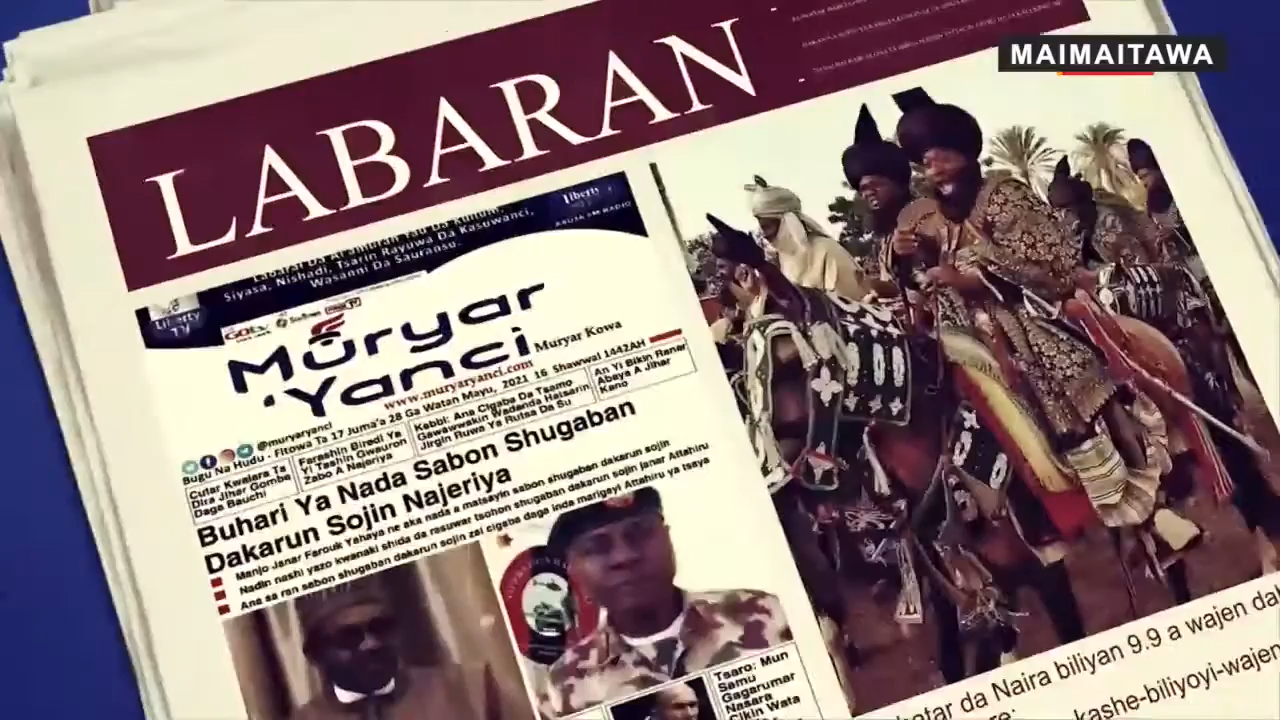 MAIMAITAWA
LABARAN
Siyasa, Nishadi, Tsarin Rayuwa Da Kasuwanci,
Wasanni Da Sauransu.
Liberty
ABUJA FM RADIO
Liberty
TV
GOtv
Muryar
'Yanci
Muryar Kowa
www.muryaryanci.com
@muryaryanci
Bugu Na Hudu - Fitowa Ta 17 Juma'a 28 Ga Watan Mayu, 2021 16 Shawwal 1442AH
Cutar Kwalara Ta
Dira Jihar Gombe
Daga Bauchi
Farashin Biredi Ya
Yi Tashin Gwauron
Zabo A Najeriya
Kebbi: Ana Cigaba Da Tsamo
Gawawwakin Wadanda Hatsarin
Jirgin Ruwa Ya Rutsa Da Su
An Yi Bikin Ranar
Abaya A Jihar
Kano
Buhari Ya Nada Sabon Shugaban
Dakarun Sojin Najeriya
Manjo Janar Farouk Yahaya ne aka nada a matsayin sabon shugaban dakarun sojin
Nadin nashi yazo kwanaki shida da rasuwar tsohon shugaban dakarun sojin janar Attahiru
Ana sa ran sabon shugaban dakarun sojin zai cigaba daga inda marigayi Attahiru ya tsaya
Tsaro: Mun
Samu
Gagarumar
Nasara
Cikin Wata
da Naira biliyan 9.9 a wajen
kashe-biliyoyi-wajen